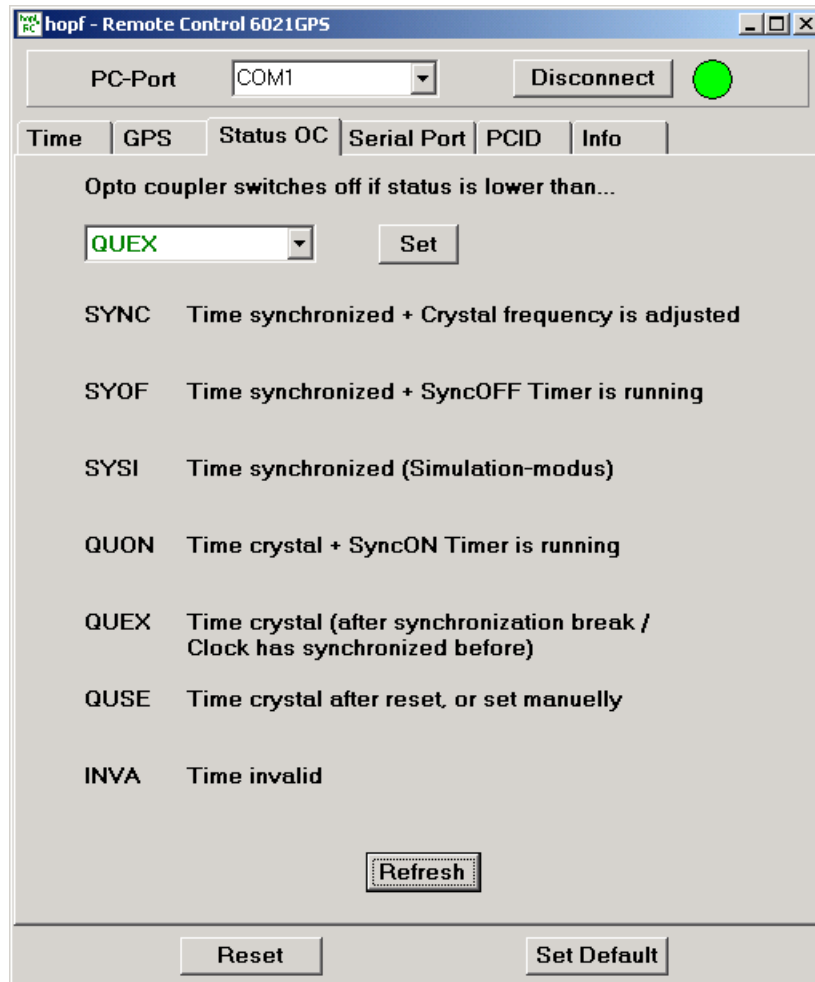 hopf - Remote Control 6021GPS
PC-Port COM1 Disconnect
Time GPS Status OC Serial Port PCID Info
Opto coupler switches off if status is lower than...
QUEX Set
SYNC Time synchronized + Crystal frequency is adjusted
SYOF Time synchronized + SyncOFF Timer is running
SYSI Time synchronized (Simulation-modus)
QUON Time crystal + SyncON Timer is running
QUEX Time crystal (after synchronization break /
Clock has synchronized before)
QUSE Time crystal after reset, or set manuelly
INVA Time invalid
Refresh
Reset Set Default